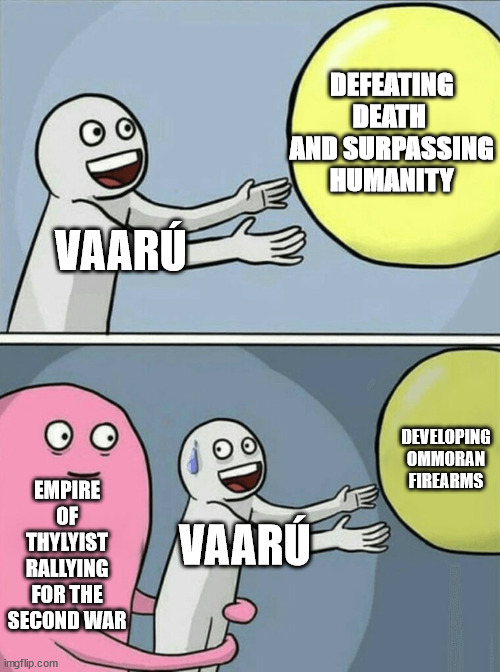 DEFEATING
DEATH
AND SURPASSING
HUMANITY
VAARÚ
DEVELOPING
OMMORAN
FIREARMS
EMPIRE
OF
THYLYIST
RALLYING
FOR THE
SECOND WAR
VAARÚ
imgflip.com